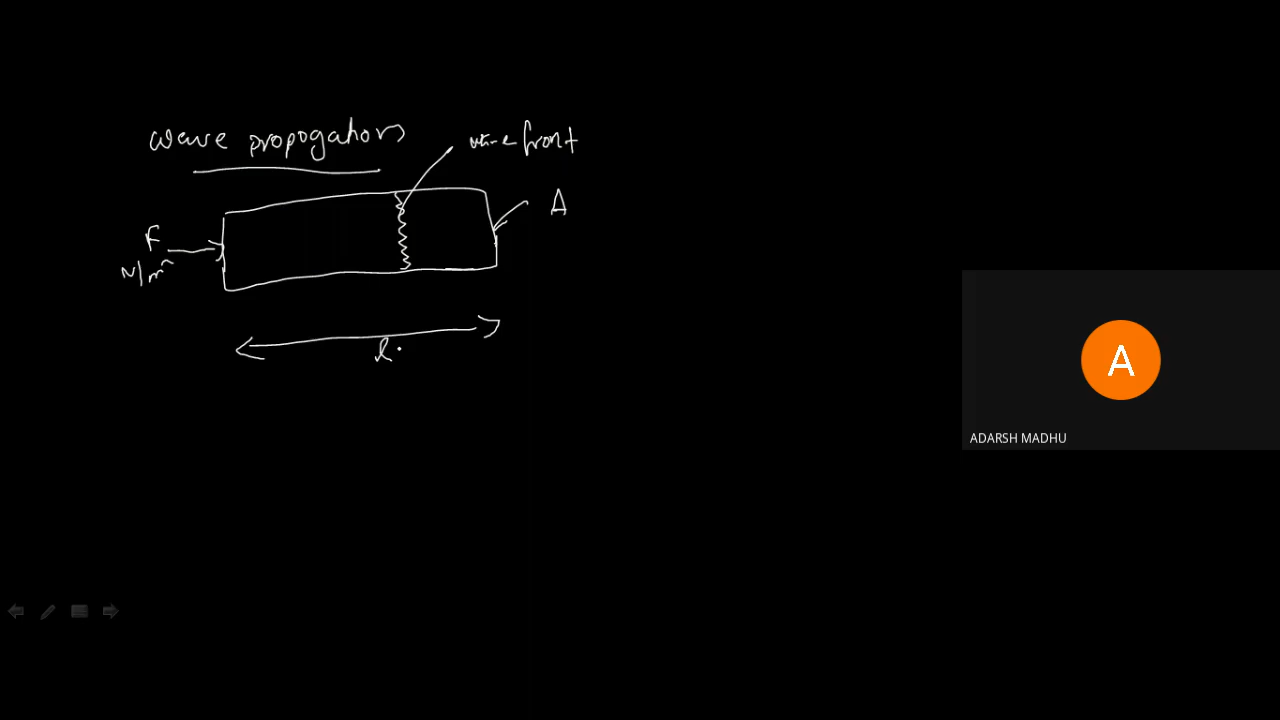 wave propogation
wave front
A
F
N/m²
l.
A
ADARSH MADHU